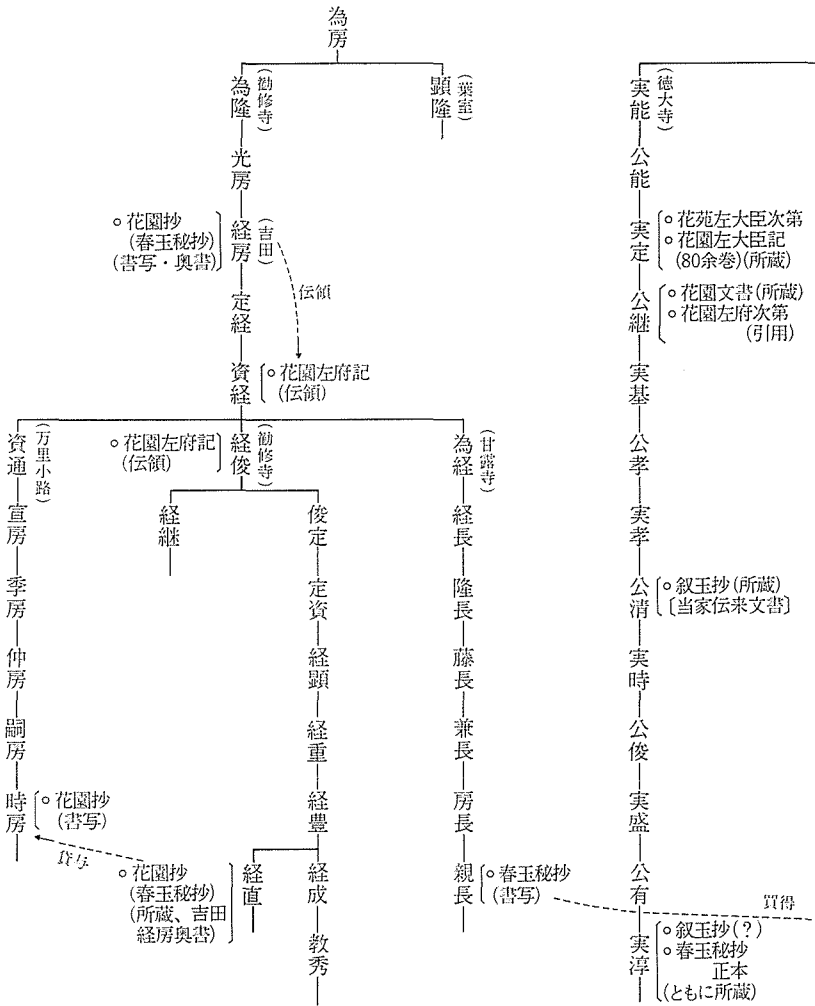 為房
(徳大寺)
実能
公能
実定
○花苑左大臣次第
○花園左大臣記
(80余巻)(所蔵)
公継
○花園文書(所蔵)
○花園左府次第
(引用)
実基
公孝
実孝
公清
○叙玉抄(所蔵)
〔当家伝来文書〕
実時
公俊
実盛
公有
実淳
○叙玉抄(?)
○春玉秘抄
正本
(ともに所蔵)
買得
(葉室)
顕隆
(勧修寺)
為隆
光房
(吉田)
経房
○花園抄
(春玉秘抄)
(書写・奥書)
伝領
定経
資経
○花園左府記
(伝領)
(甘露寺)
為経
経長
隆長
藤長
兼長
房長
親長
○春玉秘抄
(書写)
(勧修寺)
経俊
○花園左府記
(伝領)
俊定
定資
経顕
経重
経豊
経成
教秀
経直
○花園抄
(春玉秘抄)
(所蔵、吉田
経房奥書)
経継
(万里小路)
資通
宣房
季房
仲房
嗣房
時房
○花園抄
(書写)
貸与